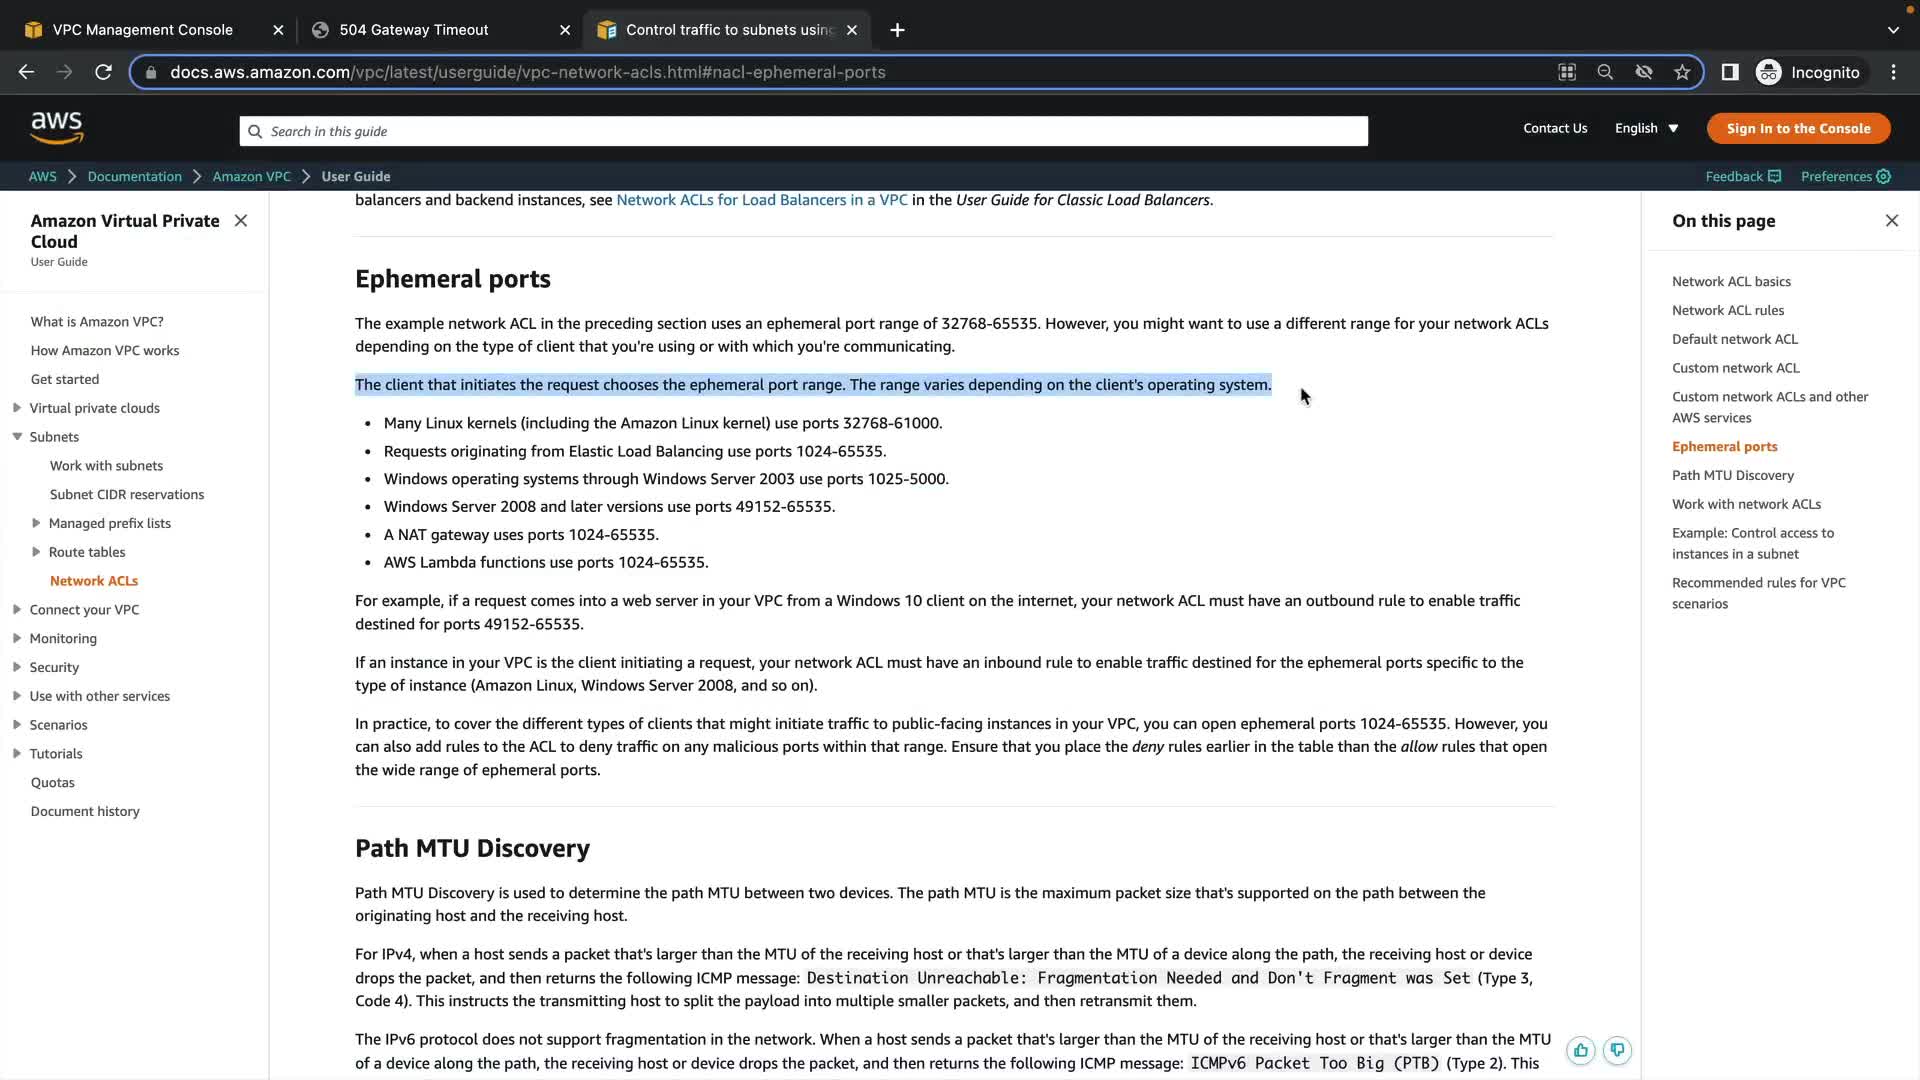 VPC Management Console
504 Gateway Timeout
Control traffic to subnets using
docs.aws.amazon.com/vpc/latest/userguide/vpc-network-acls.html#nacl-ephemeral-ports
Incognito
aws
Search in this guide
Contact Us
English
Sign In to the Console
AWS
Documentation
Amazon VPC
User Guide
Feedback
Preferences
Amazon Virtual Private
Cloud
User Guide
What is Amazon VPC?
How Amazon VPC works
Get started
Virtual private clouds
Subnets
Work with subnets
Subnet CIDR reservations
Managed prefix lists
Route tables
Network ACLs
Connect your VPC
Monitoring
Security
Use with other services
Scenarios
Tutorials
Quotas
Document history
balancers and backend instances, see Network ACLs for Load Balancers in a VPC in the User Guide for Classic Load Balancers.
Ephemeral ports
The example network ACL in the preceding section uses an ephemeral port range of 32768-65535. However, you might want to use a different range for your network ACLs
depending on the type of client that you're using or with which you're communicating.
The client that initiates the request chooses the ephemeral port range. The range varies depending on the client's operating system.
• Many Linux kernels (including the Amazon Linux kernel) use ports 32768-61000.
• Requests originating from Elastic Load Balancing use ports 1024-65535.
• Windows operating systems through Windows Server 2003 use ports 1025-5000.
• Windows Server 2008 and later versions use ports 49152-65535.
• A NAT gateway uses ports 1024-65535.
• AWS Lambda functions use ports 1024-65535.
For example, if a request comes into a web server in your VPC from a Windows 10 client on the internet, your network ACL must have an outbound rule to enable traffic
destined for ports 49152-65535.
If an instance in your VPC is the client initiating a request, your network ACL must have an inbound rule to enable traffic destined for the ephemeral ports specific to the
type of instance (Amazon Linux, Windows Server 2008, and so on).
In practice, to cover the different types of clients that might initiate traffic to public-facing instances in your VPC, you can open ephemeral ports 1024-65535. However, you
can also add rules to the ACL to deny traffic on any malicious ports within that range. Ensure that you place the deny rules earlier in the table than the allow rules that open
the wide range of ephemeral ports.
Path MTU Discovery
Path MTU Discovery is used to determine the path MTU between two devices. The path MTU is the maximum packet size that's supported on the path between the
originating host and the receiving host.
For IPv4, when a host sends a packet that's larger than the MTU of the receiving host or that's larger than the MTU of a device along the path, the receiving host or device
drops the packet, and then returns the following ICMP message: Destination Unreachable: Fragmentation Needed and Don't Fragment was Set (Type 3,
Code 4). This instructs the transmitting host to split the payload into multiple smaller packets, and then retransmit them.
The IPv6 protocol does not support fragmentation in the network. When a host sends a packet that's larger than the MTU of the receiving host or that's larger than the MTU
of a device along the path, the receiving host or device drops the packet, and then returns the following ICMP message: ICMPv6 Packet Too Big (PTB) (Type 2). This
On this page
Network ACL basics
Network ACL rules
Default network ACL
Custom network ACL
Custom network ACLs and other
AWS services
Ephemeral ports
Path MTU Discovery
Work with network ACLs
Example: Control access to
instances in a subnet
Recommended rules for VPC
scenarios